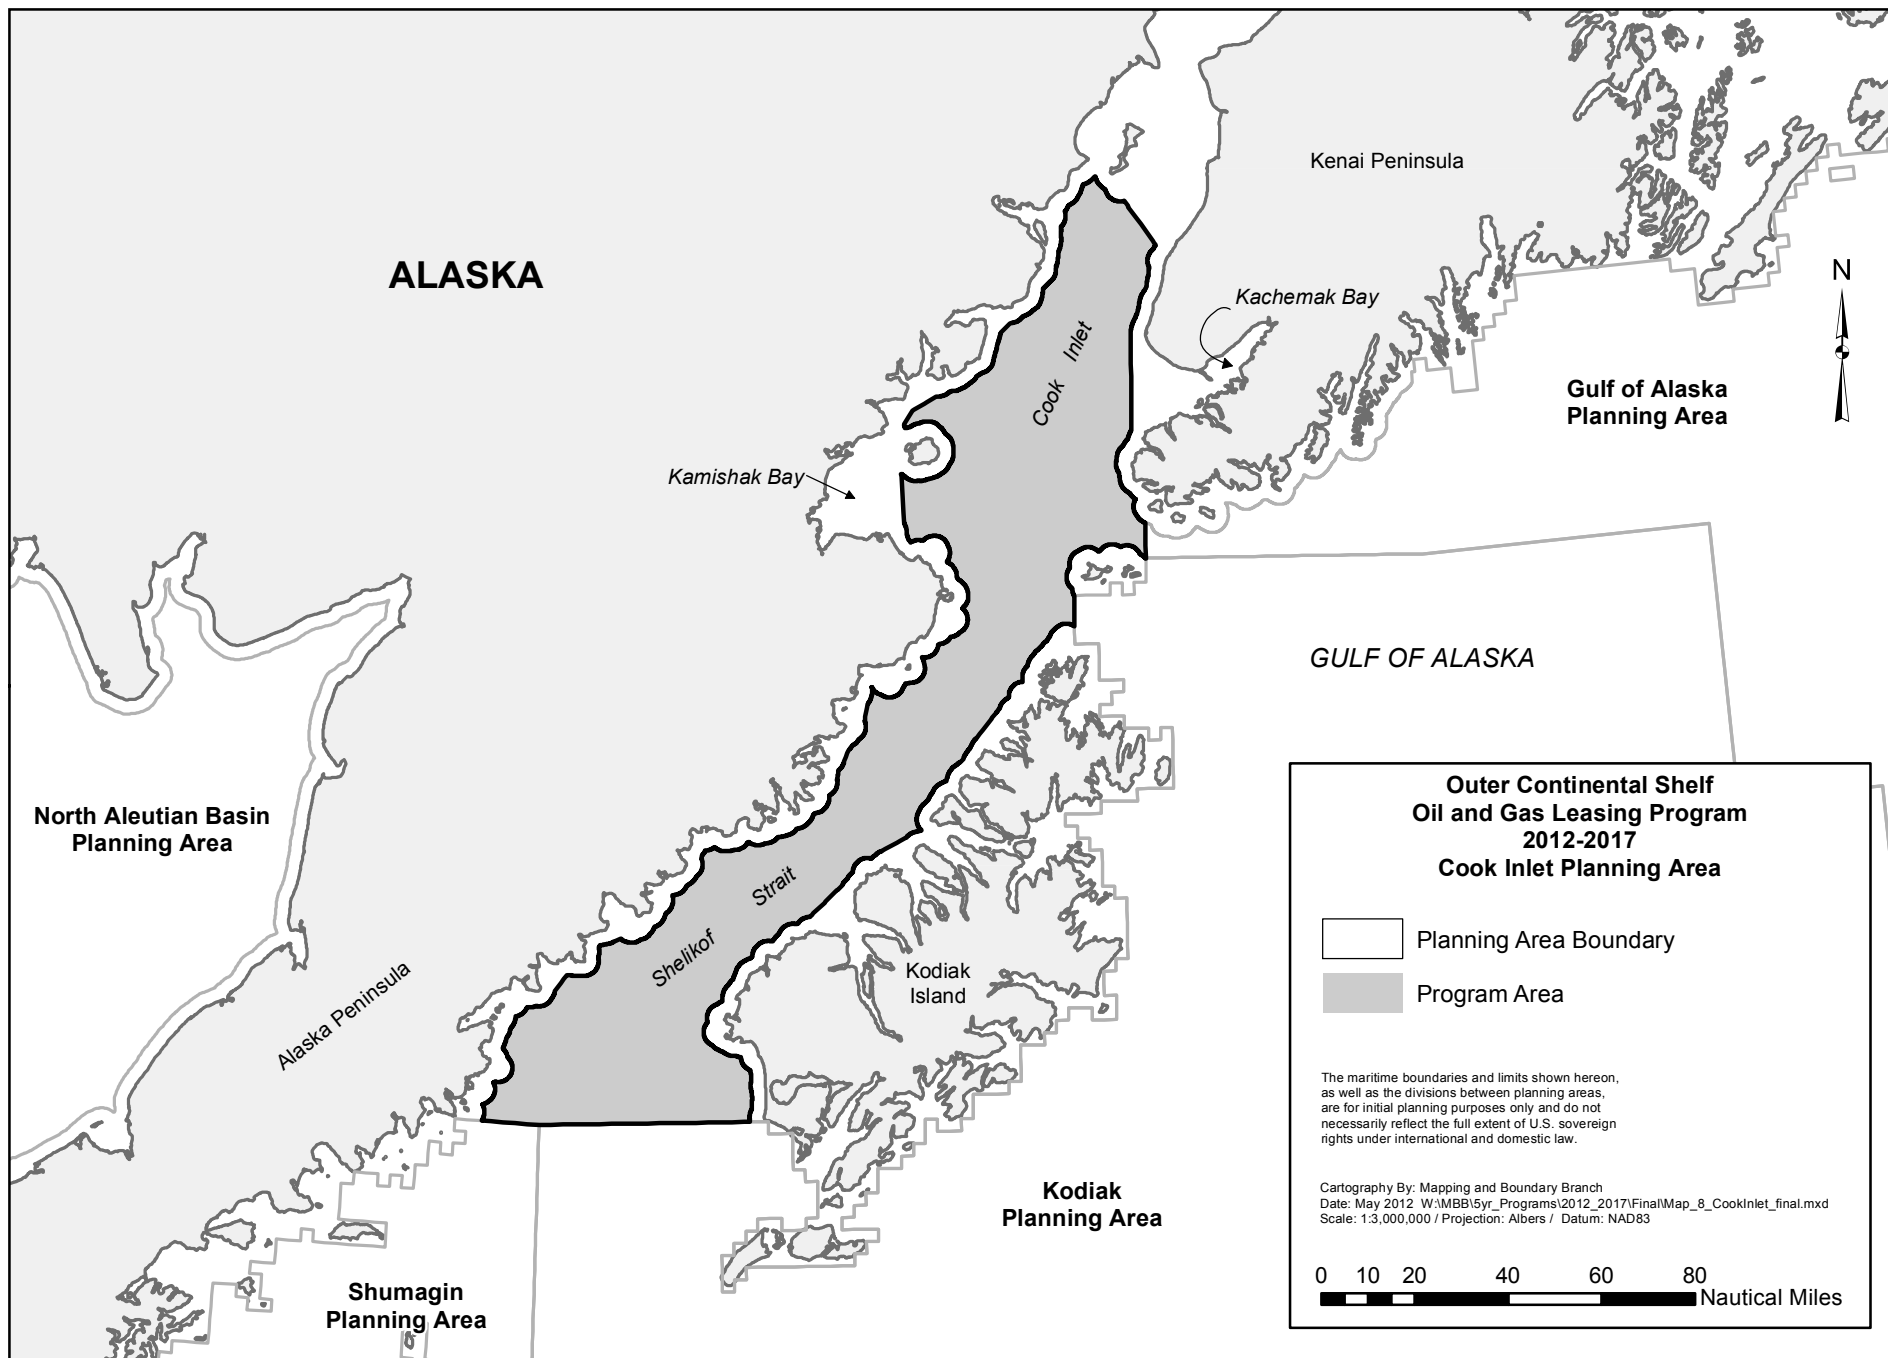 Kenai Peninsula
ALASKA
N
Kachemak Bay
Cook Inlet
Gulf of Alaska
Planning Area
Kamishak Bay
GULF OF ALASKA
North Aleutian Basin
Planning Area
Shelikof Strait
Kodiak
Island
Alaska Peninsula
Kodiak
Planning Area
Shumagin
Planning Area
Outer Continental Shelf
Oil and Gas Leasing Program
2012-2017
Cook Inlet Planning Area
Planning Area Boundary
Program Area
The maritime boundaries and limits shown hereon,
as well as the divisions between planning areas,
are for initial planning purposes only and do not
necessarily reflect the full extent of U.S. sovereign
rights under international and domestic law.
Cartography By: Mapping and Boundary Branch
Date: May 2012 W:\MBB\5yr_Programs\2012_2017\Final\Map_8_CookInlet_final.mxd
Scale: 1:3,000,000 / Projection: Albers / Datum: NAD83
0 10 20 40 60 80
Nautical Miles